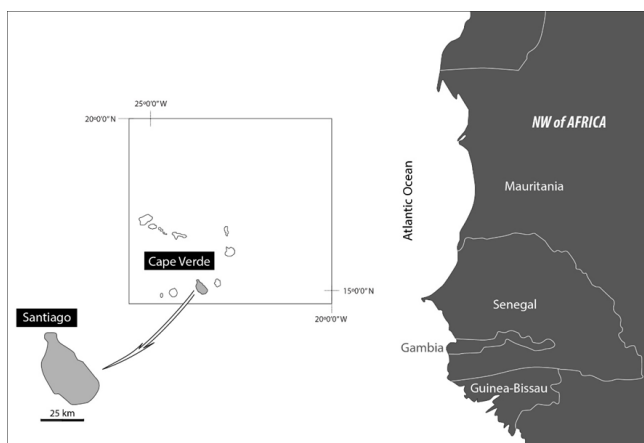 25º0'0"W
20º0'0"N
NW of AFRICA
Mauritania
Atlantic Ocean
Cape Verde
15º0'0"N
20º0'0"W
Santiago
Senegal
Gambia
Guinea-Bissau
25 km